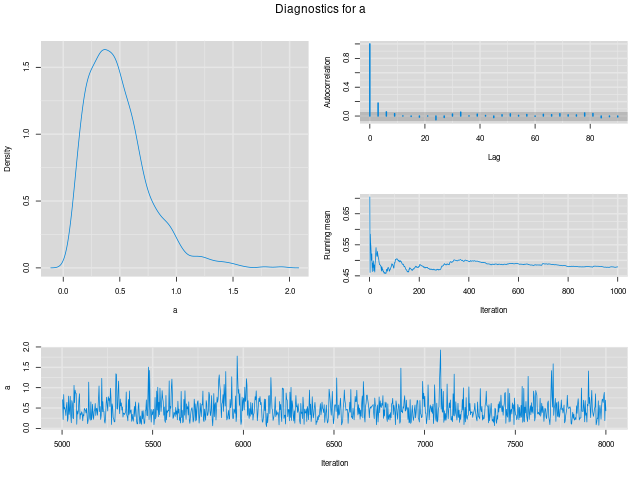 Diagnostics for a
Density
0.0 0.5 1.0 1.5
0.0 0.5 1.0 1.5 2.0
a
Autocorrelation
0.0 0.4 0.8
0 20 40 60 80
Lag
Running mean
0.45 0.55 0.65
0 200 400 600 800 1000
Iteration
a
0.0 0.5 1.0 1.5 2.0
5000 5500 6000 6500 7000 7500 8000
Iteration